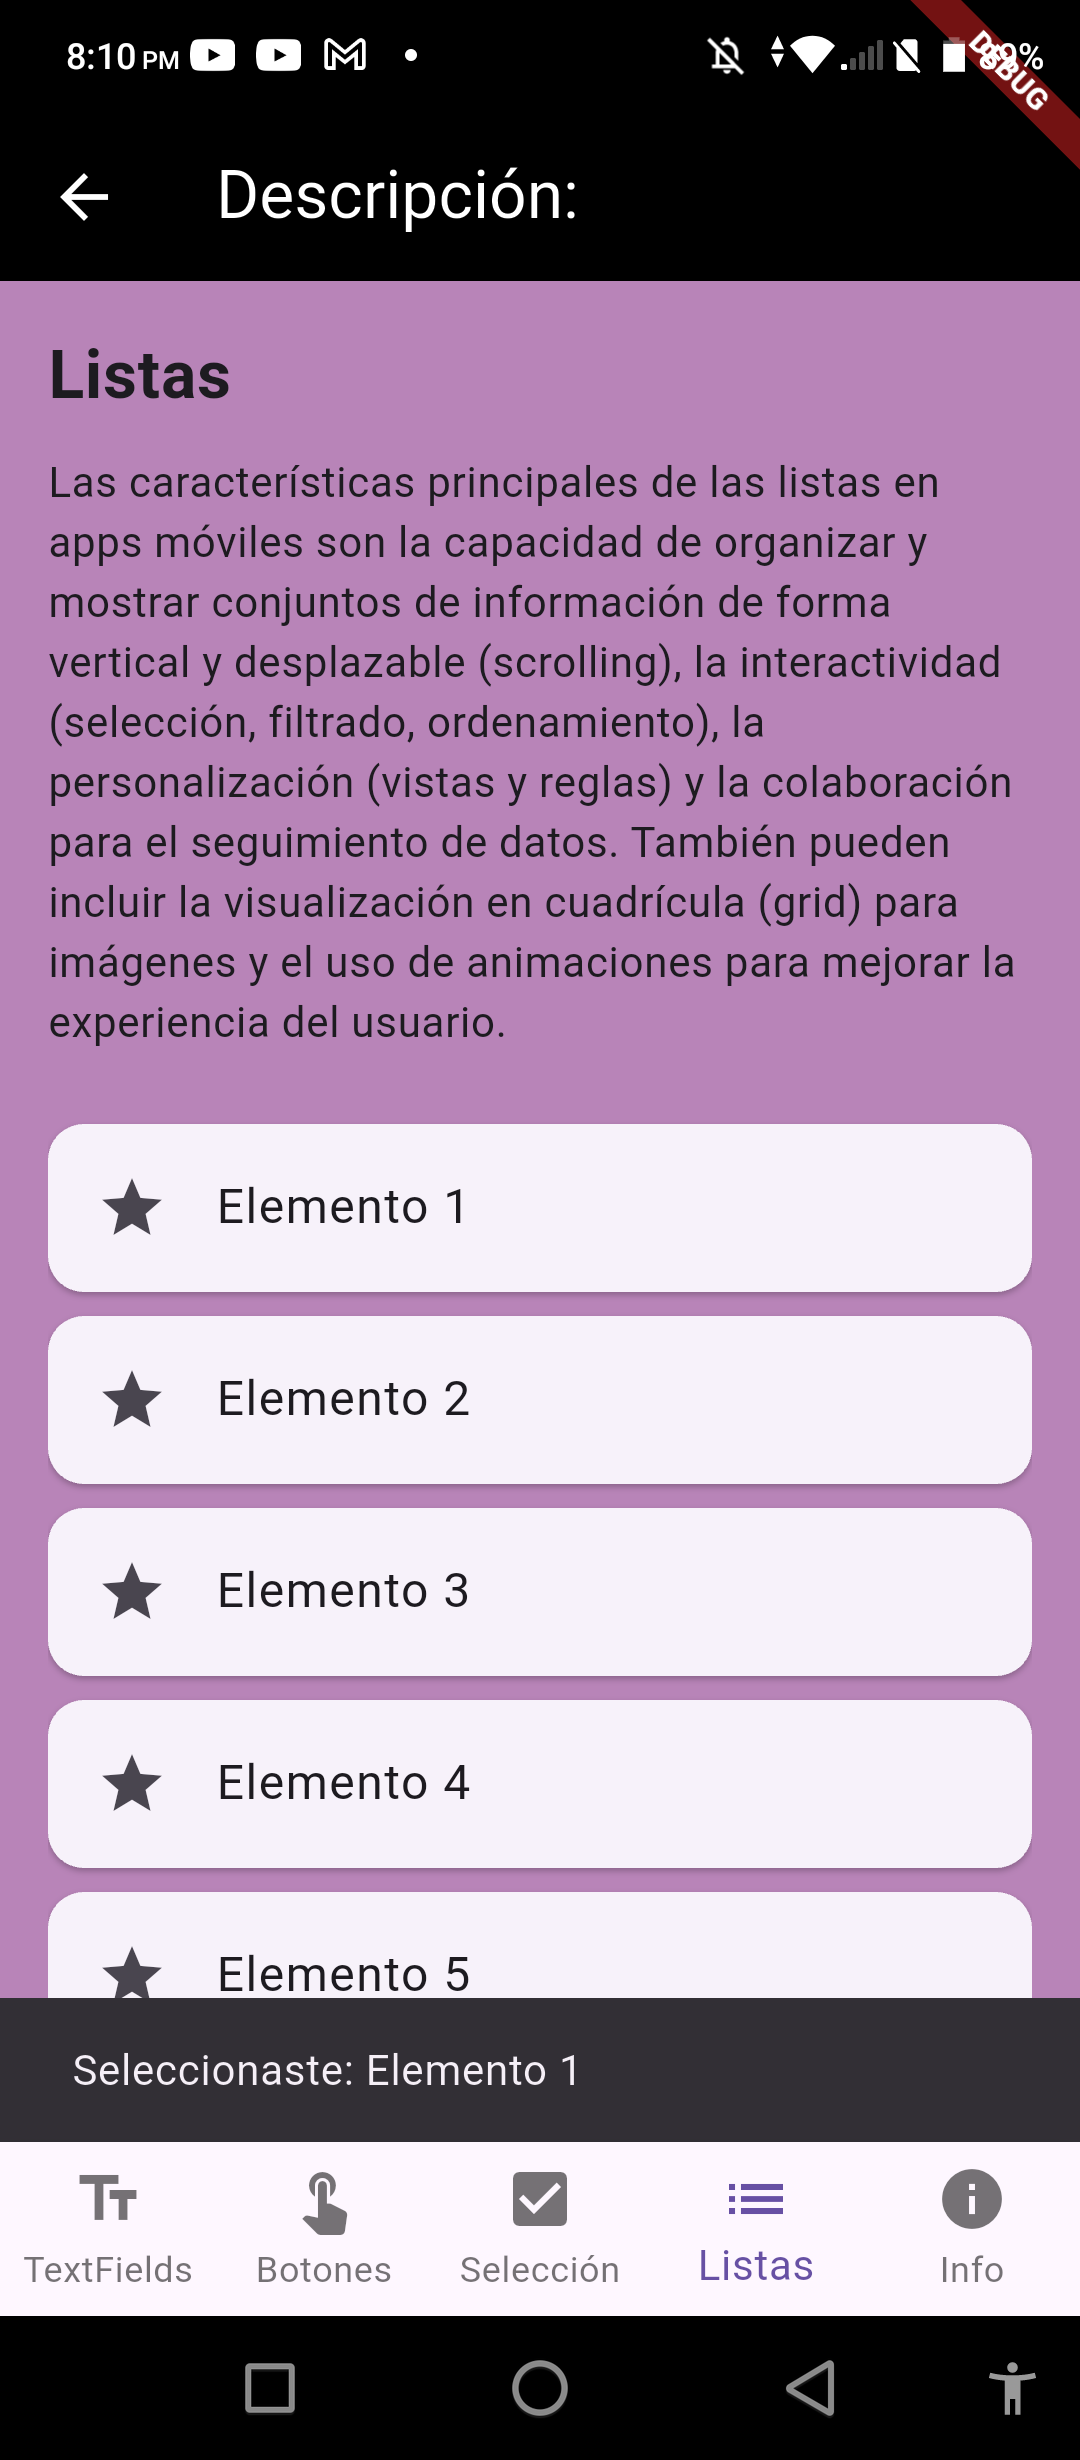 8:10 PM
DEBUG
Descripción:
Listas
Las características principales de las listas en
apps móviles son la capacidad de organizar y
mostrar conjuntos de información de forma
vertical y desplazable (scrolling), la interactividad
(selección, filtrado, ordenamiento), la
personalización (vistas y reglas) y la colaboración
para el seguimiento de datos. También pueden
incluir la visualización en cuadrícula (grid) para
imágenes y el uso de animaciones para mejorar la
experiencia del usuario.
Elemento 1
Elemento 2
Elemento 3
Elemento 4
Elemento 5
Seleccionaste: Elemento 1
TextFields Botones Selección Listas Info